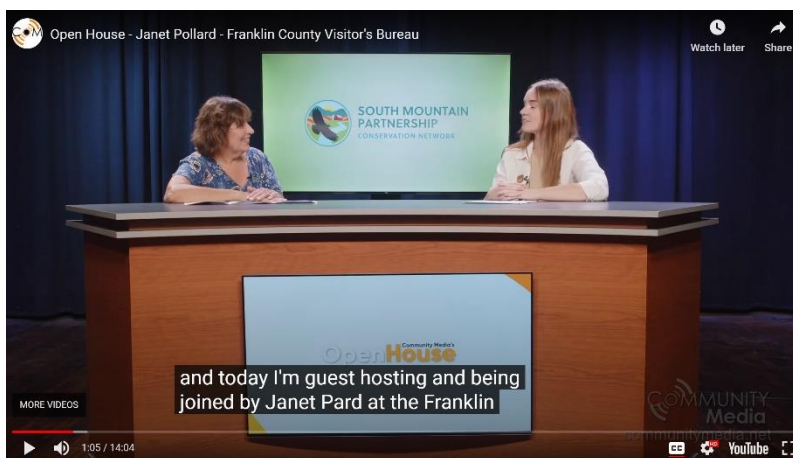 Open House - Janet Pollard - Franklin County Visitor's Bureau
Watch later
Share
SOUTH MOUNTAIN
PARTNERSHIP
CONSERVATION NETWORK
Community Media's
OpenHouse
and today I'm guest hosting and being
joined by Janet Pard at the Franklin
MORE VIDEOS
COMMUNITY
Media
communitymedia.net
1:05 / 14:04
CC
HD
YouTube